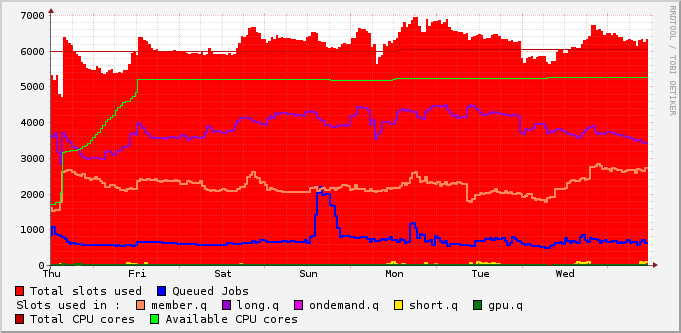 7000
6000
5000
4000
3000
2000
1000
0
Thu Fri Sat Sun Mon Tue Wed
RRDTOOL / TOBI OETIKER
Total slots used Queued Jobs
Slots used in : member.q long.q ondemand.q short.q gpu.q
Total CPU cores Available CPU cores